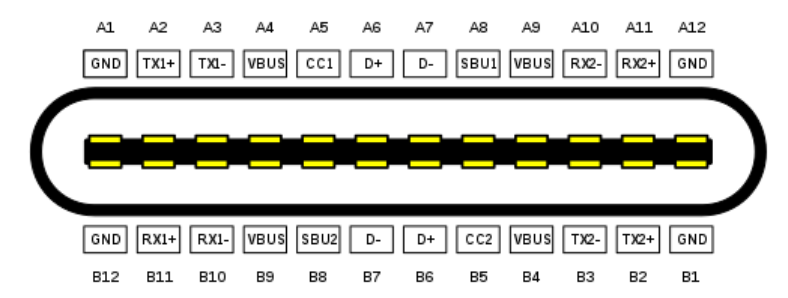 A1 A2 A3 A4 A5 A6 A7 A8 A9 A10 A11 A12
GND TX1+ TX1- VBUS CC1 D+ D- SBU1 VBUS RX2- RX2+ GND
GND RX1+ RX1- VBUS SBU2 D- D+ CC2 VBUS TX2- TX2+ GND
B12 B11 B10 B9 B8 B7 B6 B5 B4 B3 B2 B1